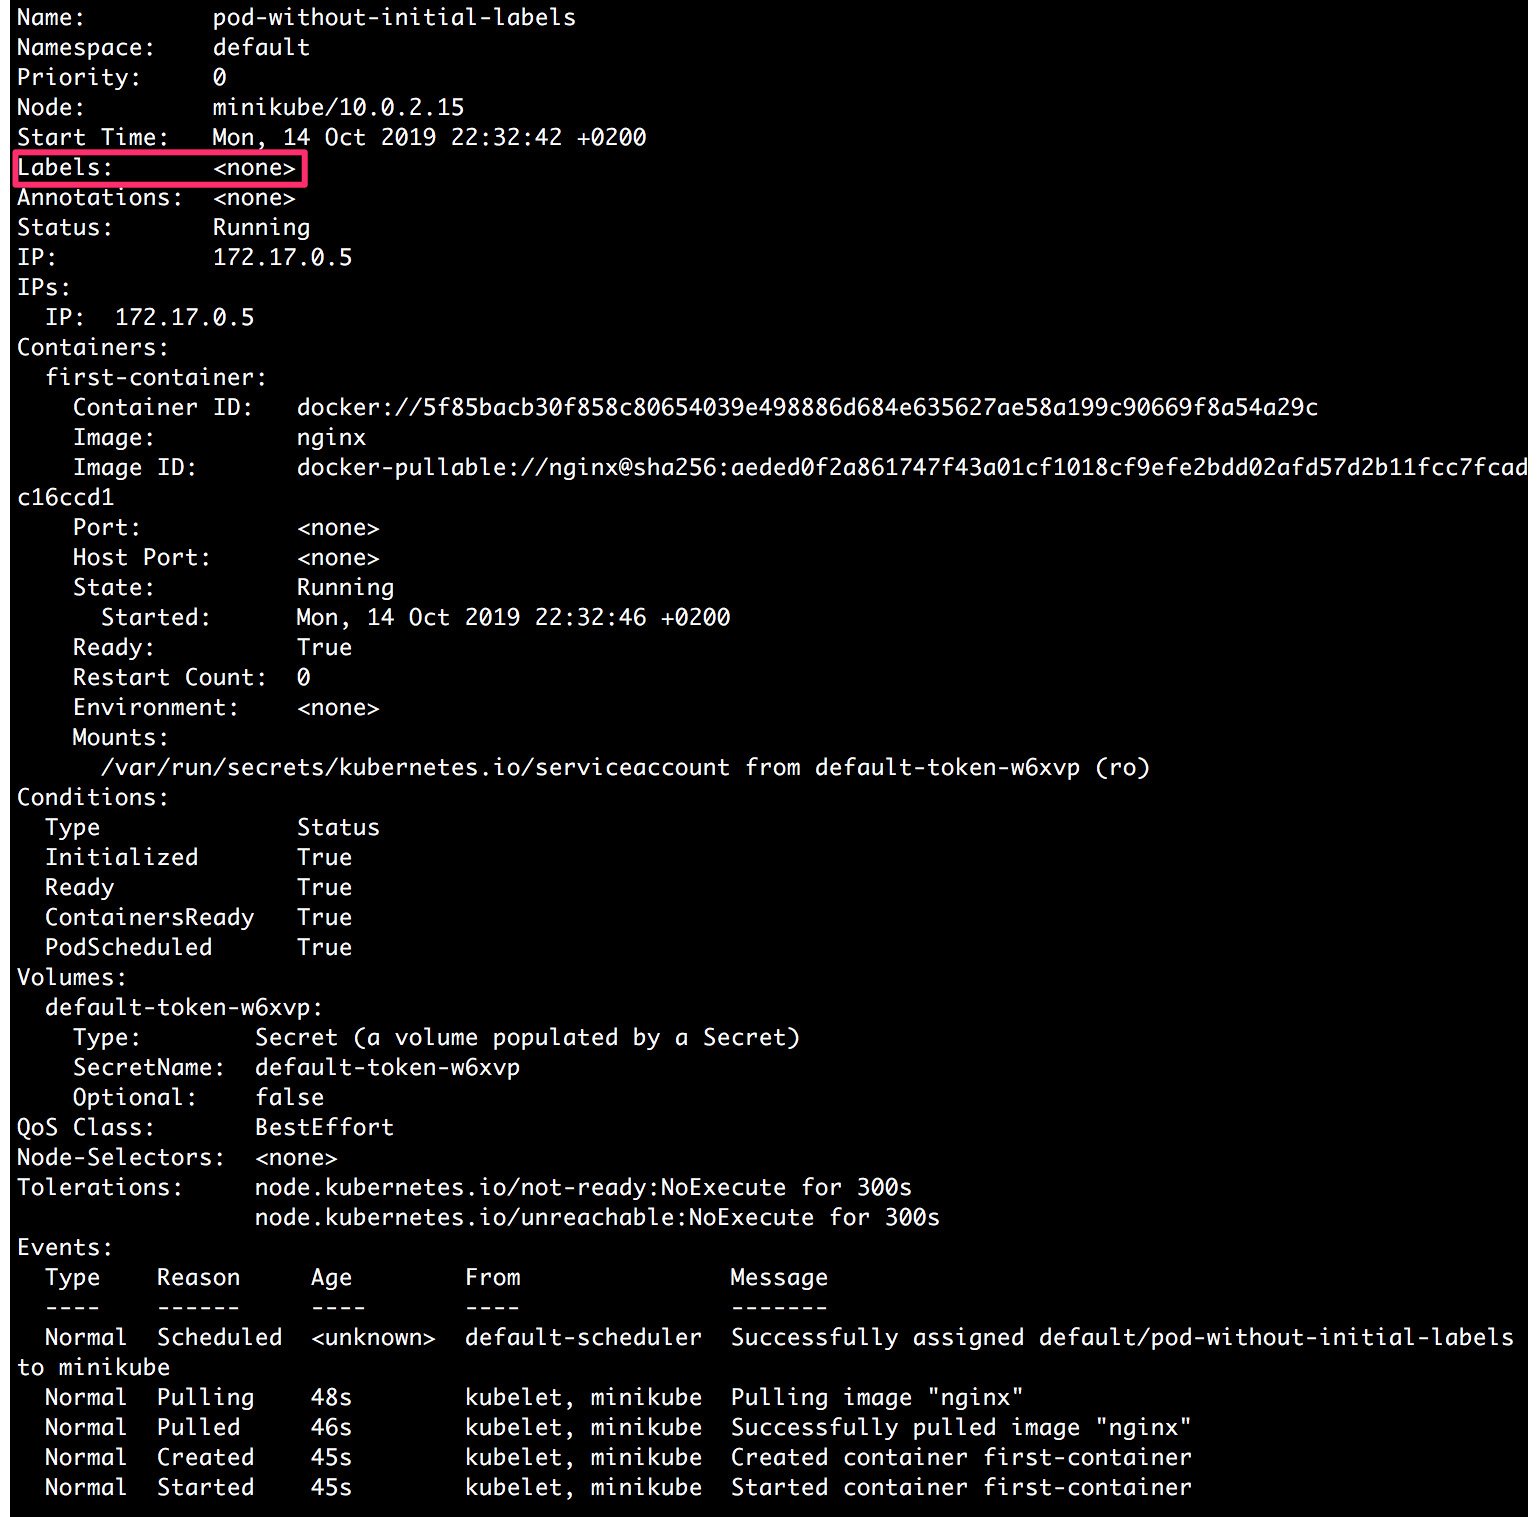 Name:         pod-without-initial-labels
Namespace:    default
Priority:     0
Node:         minikube/10.0.2.15
Start Time:   Mon, 14 Oct 2019 22:32:42 +0200
Labels:       <none>
Annotations:  <none>
Status:       Running
IP:           172.17.0.5
IPs:
  IP:  172.17.0.5
Containers:
  first-container:
    Container ID:   docker://5f85bacb30f858c80654039e498886d684e635627ae58a199c90669f8a54a29c
    Image:          nginx
    Image ID:       docker-pullable://nginx@sha256:aeded0f2a861747f43a01cf1018cf9efe2bdd02afd57d2b11fcc7fcad
c16ccd1
    Port:           <none>
    Host Port:      <none>
    State:          Running
      Started:      Mon, 14 Oct 2019 22:32:46 +0200
    Ready:          True
    Restart Count:  0
    Environment:    <none>
    Mounts:
      /var/run/secrets/kubernetes.io/serviceaccount from default-token-w6xvp (ro)
Conditions:
  Type              Status
  Initialized       True
  Ready             True
  ContainersReady   True
  PodScheduled      True
Volumes:
  default-token-w6xvp:
    Type:        Secret (a volume populated by a Secret)
    SecretName:  default-token-w6xvp
    Optional:    false
QoS Class:       BestEffort
Node-Selectors:  <none>
Tolerations:     node.kubernetes.io/not-ready:NoExecute for 300s
                 node.kubernetes.io/unreachable:NoExecute for 300s
Events:
  Type    Reason     Age        From               Message
  ----    ------     ----       ----               -------
  Normal  Scheduled  <unknown>  default-scheduler  Successfully assigned default/pod-without-initial-labels
to minikube
  Normal  Pulling    48s        kubelet, minikube  Pulling image "nginx"
  Normal  Pulled     46s        kubelet, minikube  Successfully pulled image "nginx"
  Normal  Created    45s        kubelet, minikube  Created container first-container
  Normal  Started    45s        kubelet, minikube  Started container first-container